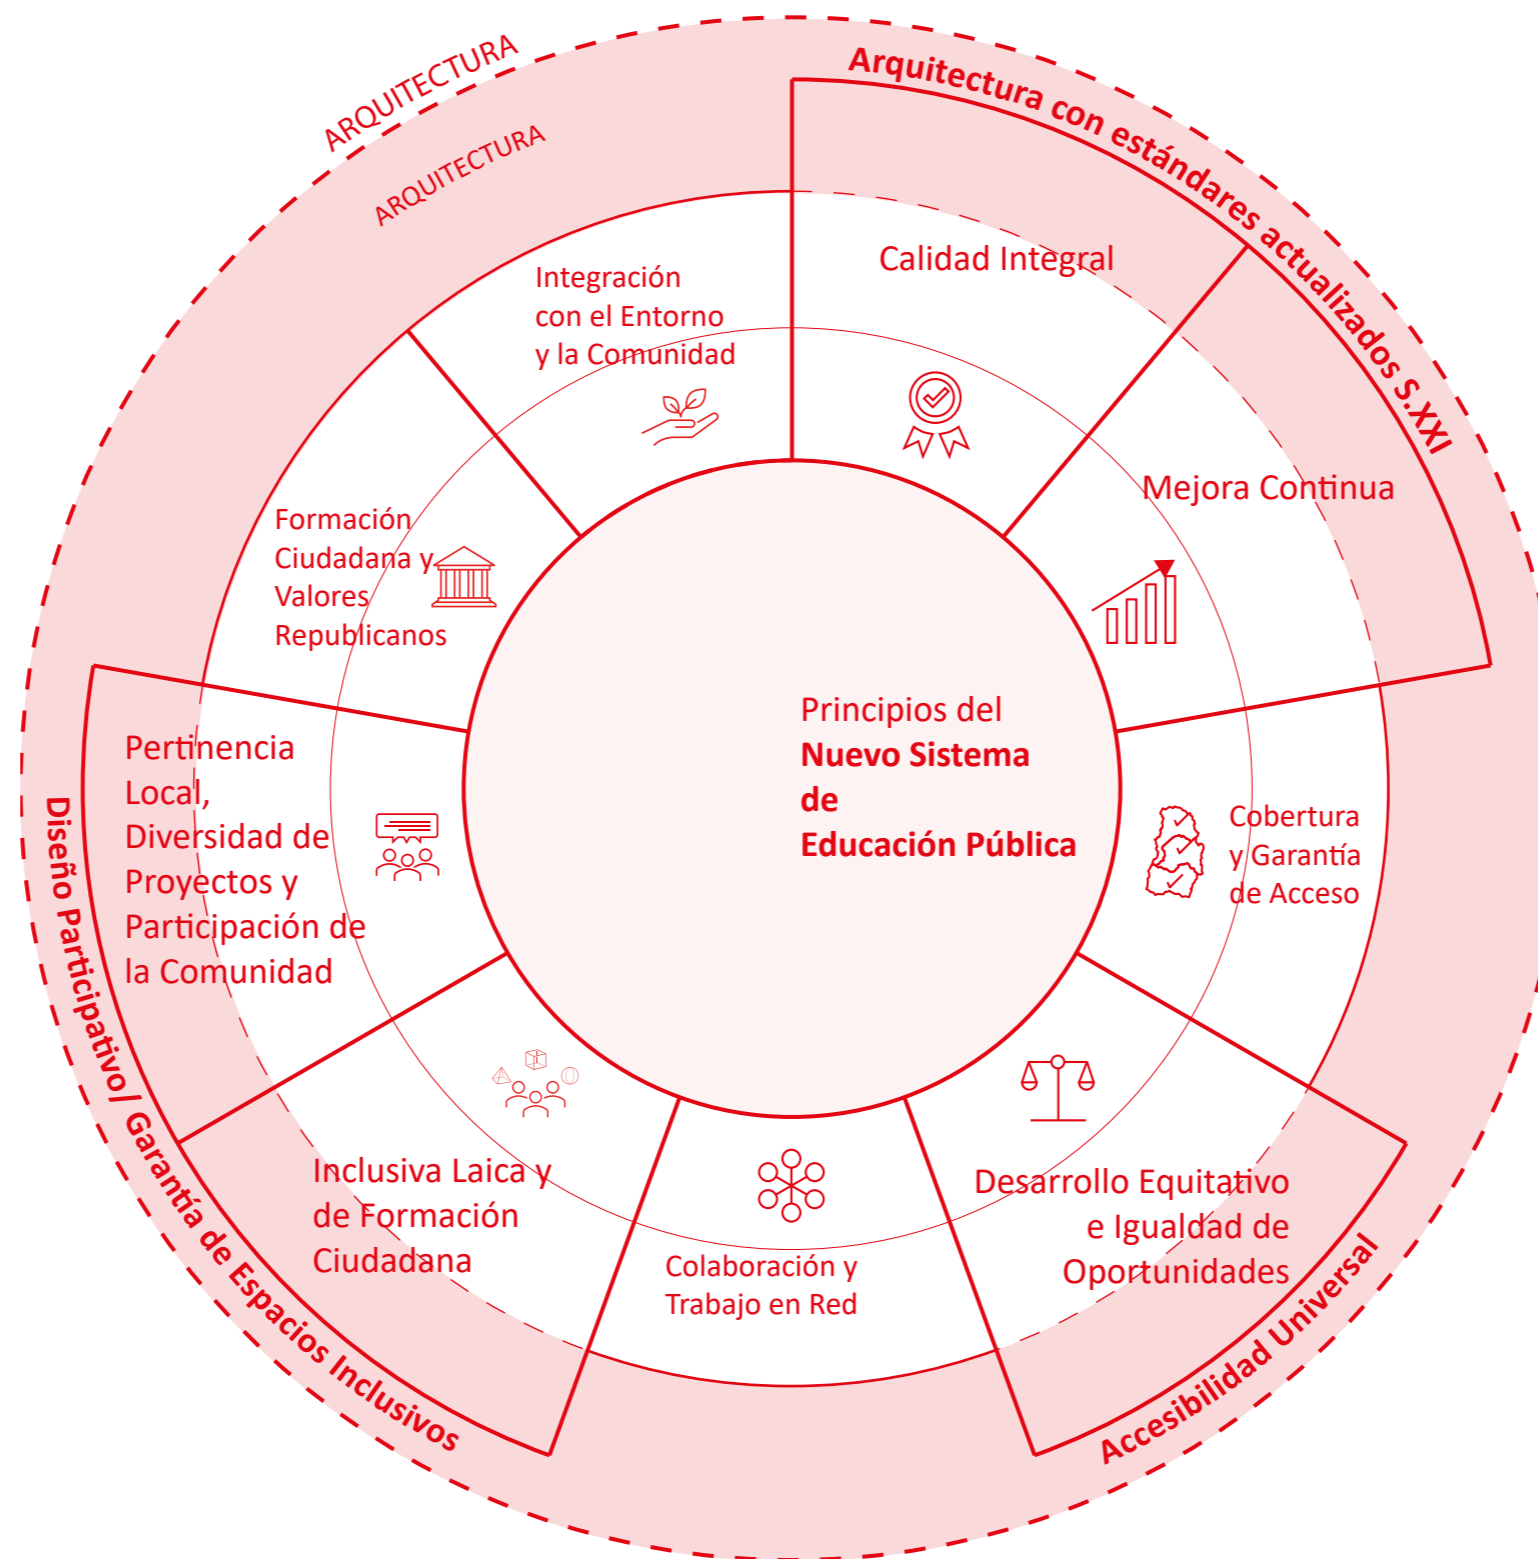 ARQUITECTURA
ARQUITECTURA
Arquitectura con estándares actualizados S.XXI
Calidad Integral
Integración
con el Entorno
y la Comunidad
Mejora Continua
Formación
Ciudadana y
Valores
Republicanos
Principios del
Nuevo Sistema
de
Educación Pública
Pertinencia
Local,
Diversidad de
Proyectos y
Participación de
la Comunidad
Cobertura
y Garantía
de Acceso
Diseño Participativo/ Garantía de Espacios Inclusivos
Inclusiva Laica y
de Formación
Ciudadana
Desarrollo Equitativo
e Igualdad de
Oportunidades
Colaboración y
Trabajo en Red
Accesibilidad Universal